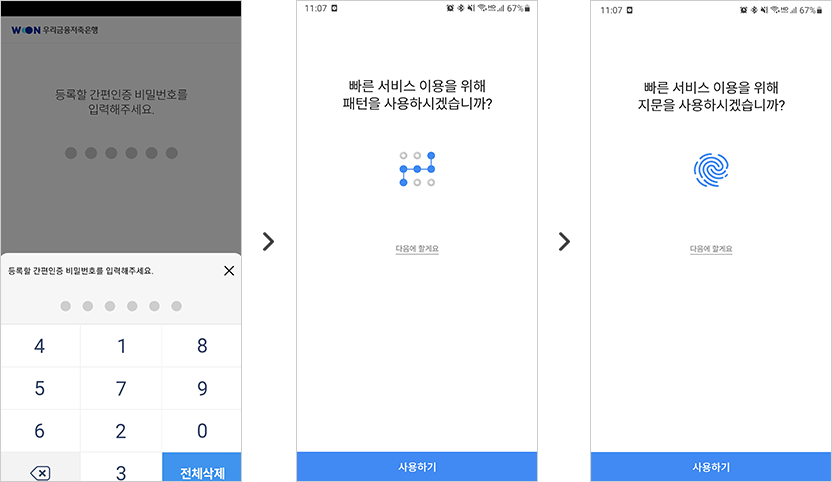 WON 우리금융저축은행
등록할 간편인증 비밀번호를
입력해주세요.
등록할 간편인증 비밀번호를 입력해주세요.
4 1 8
5 7 9
6 2 0
3 전체삭제
11:07 67%
빠른 서비스 이용을 위해
패턴을 사용하시겠습니까?
다음에 할게요
사용하기
11:07 67%
빠른 서비스 이용을 위해
지문을 사용하시겠습니까?
다음에 할게요
사용하기